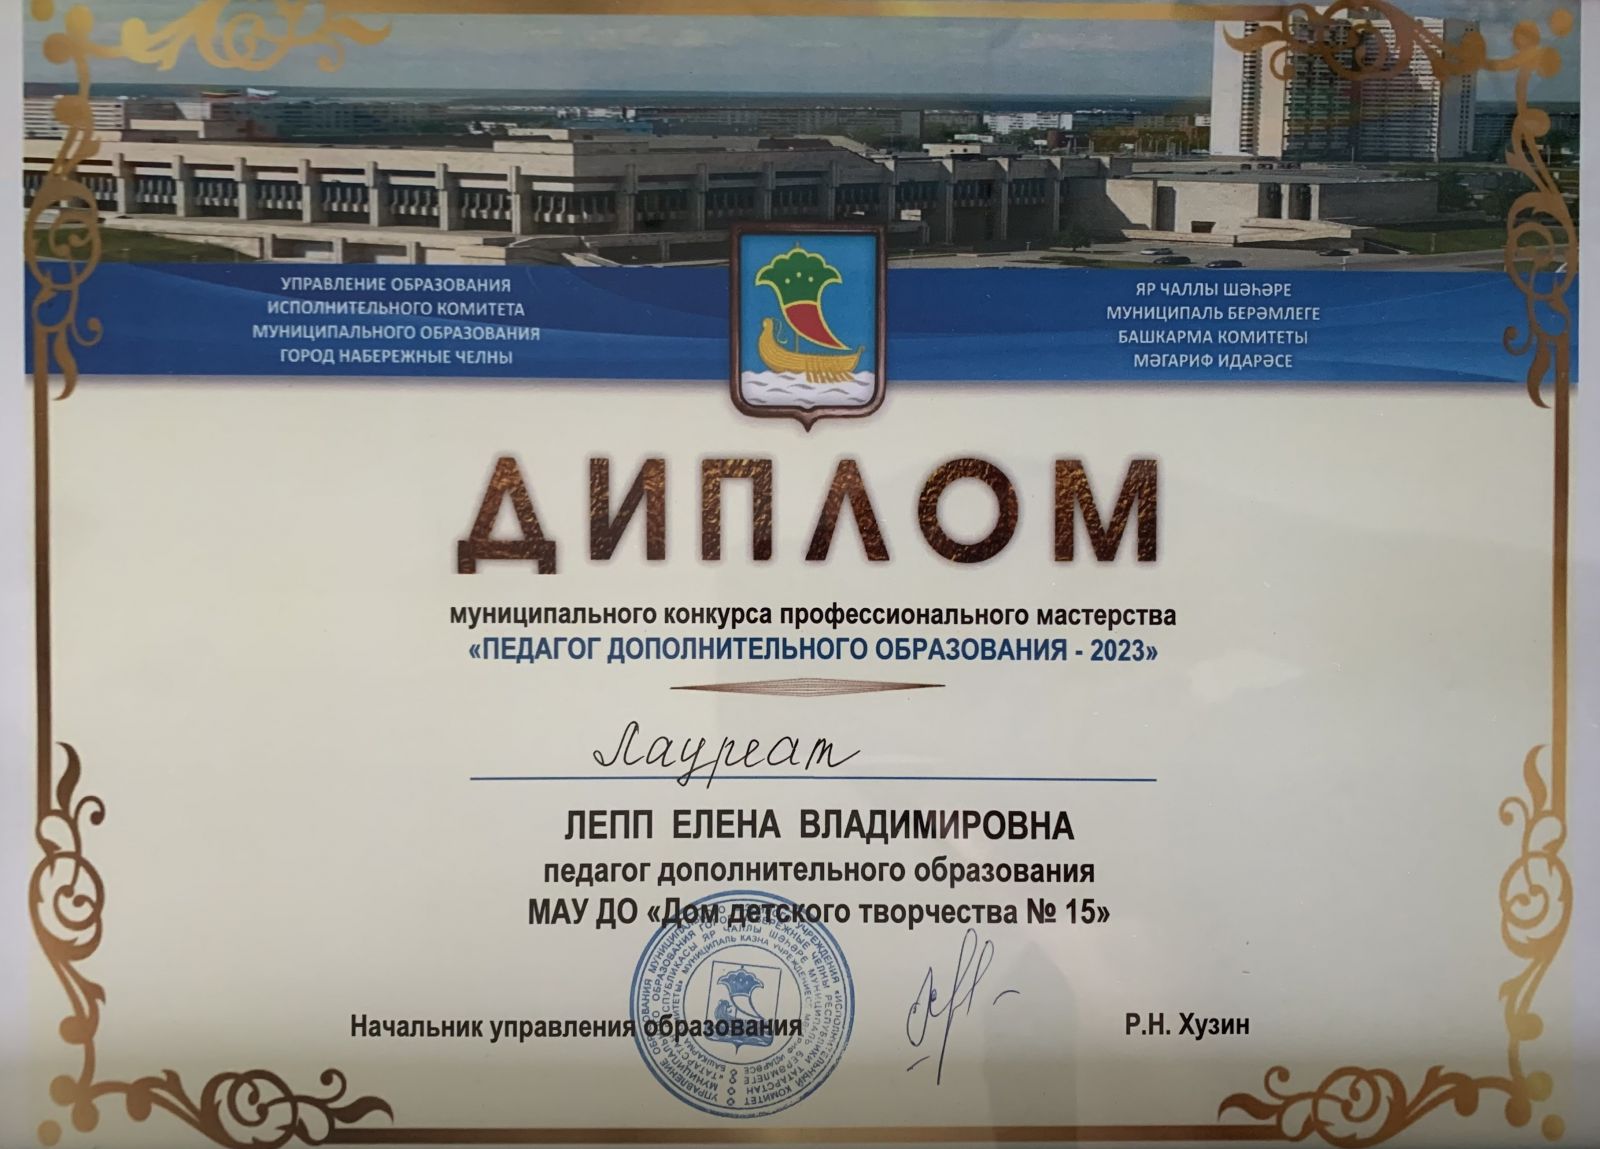 УПРАВЛЕНИЕ ОБРАЗОВАНИЯ
ИСПОЛНИТЕЛЬНОГО КОМИТЕТА
МУНИЦИПАЛЬНОГО ОБРАЗОВАНИЯ
ГОРОД НАБЕРЕЖНЫЕ ЧЕЛНЫ
ЯР ЧАЛЛЫ ШӘҺӘРЕ
МУНИЦИПАЛЬ БЕРӘМЛЕГЕ
БАШКАРМА КОМИТЕТЫ
МӘГАРИФ ИДАРӘСЕ
ДИПЛОМ
муниципального конкурса профессионального мастерства
«ПЕДАГОГ ДОПОЛНИТЕЛЬНОГО ОБРАЗОВАНИЯ - 2023»
Лауреат
ЛЕПП ЕЛЕНА ВЛАДИМИРОВНА
педагог дополнительного образования
МАУ ДО «Дом детского творчества № 15»
Начальник управления образования
Р.Н. Хузин